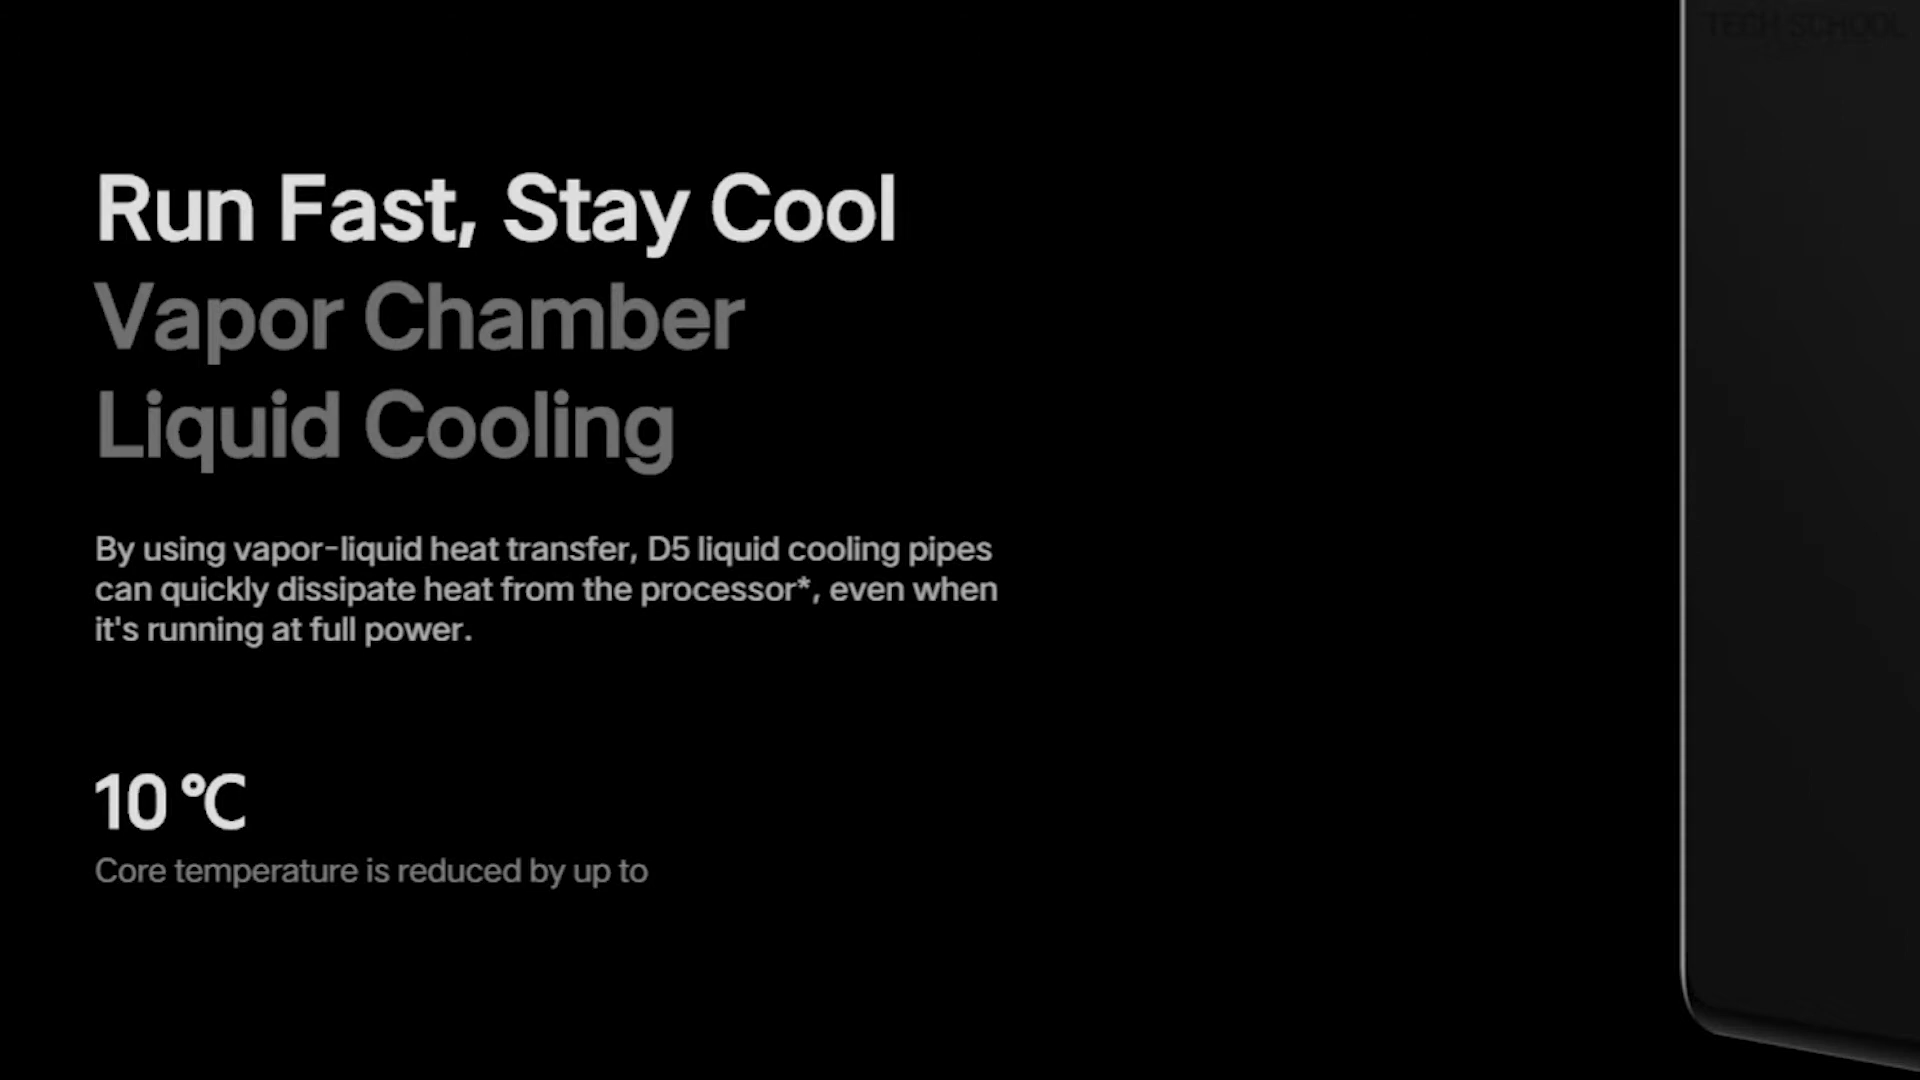 TECH SCHOOL
Run Fast, Stay Cool
Vapor Chamber
Liquid Cooling
By using vapor-liquid heat transfer, D5 liquid cooling pipes
can quickly dissipate heat from the processor*, even when
it's running at full power.
10 ℃
Core temperature is reduced by up to